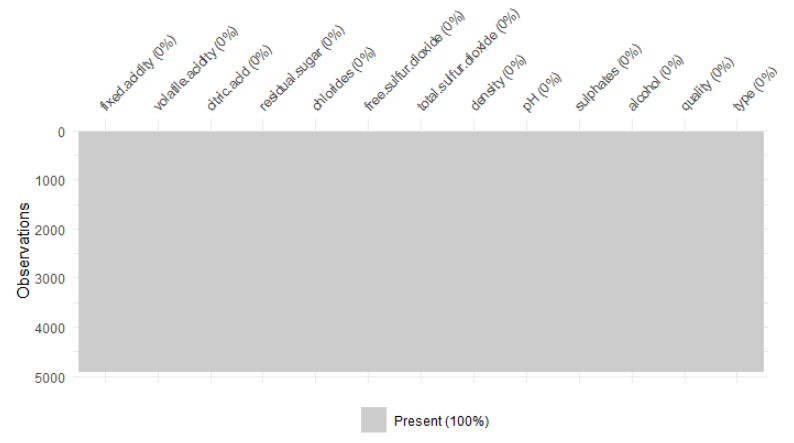 fixed.acidity (0%)
volatile.acidity (0%)
citric.acid (0%)
residual.sugar (0%)
chlorides (0%)
free.sulfur.dioxide (0%)
total.sulfur.dioxide (0%)
density (0%)
pH (0%)
sulphates (0%)
alcohol (0%)
quality (0%)
type (0%)
0
1000
2000
3000
4000
5000
Observations
Present (100%)